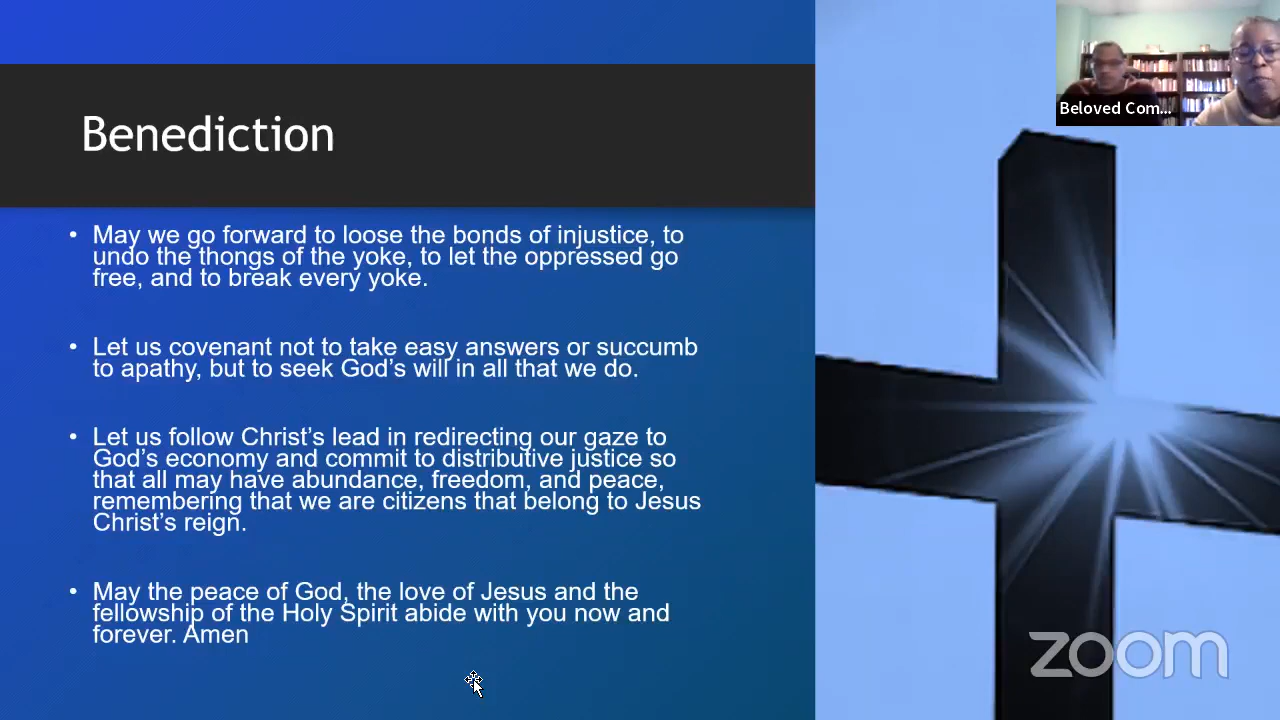 Benediction
• May we go forward to loose the bonds of injustice, to
undo the thongs of the yoke, to let the oppressed go
free, and to break every yoke.
• Let us covenant not to take easy answers or succumb
to apathy, but to seek God’s will in all that we do.
• Let us follow Christ’s lead in redirecting our gaze to
God’s economy and commit to distributive justice so
that all may have abundance, freedom, and peace,
remembering that we are citizens that belong to Jesus
Christ’s reign.
• May the peace of God, the love of Jesus and the
fellowship of the Holy Spirit abide with you now and
forever. Amen
Beloved Com...
zoom